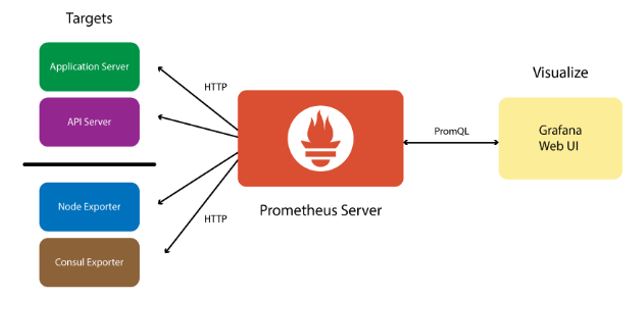 Targets
Application Server
API Server
HTTP
Node Exporter
Consul Exporter
HTTP
Prometheus Server
PromQL
Visualize
Grafana
Web UI